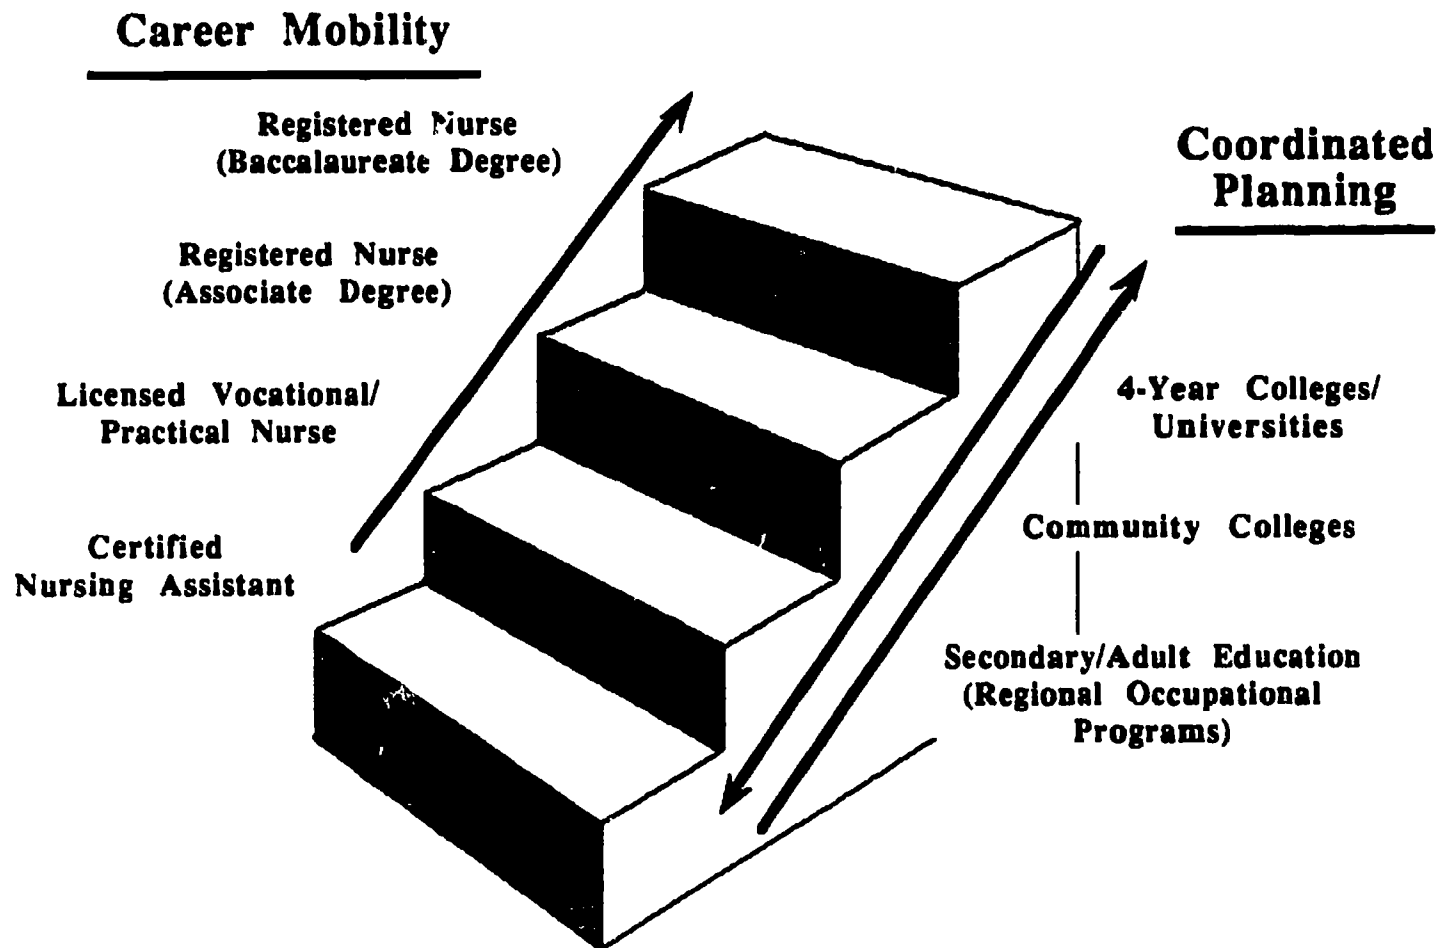 Career Mobility
Registered Nurse
(Baccalaureate Degree)
Registered Nurse
(Associate Degree)
Licensed Vocational/
Practical Nurse
Certified
Nursing Assistant
Coordinated
Planning
4-Year Colleges/
Universities
Community Colleges
Secondary/Adult Education
(Regional Occupational
Programs)